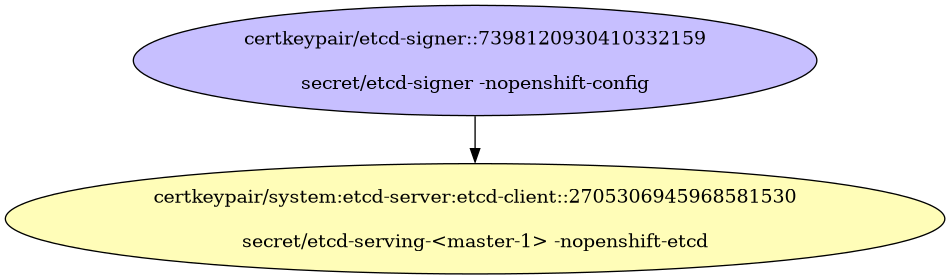 certkeypair/etcd-signer::7398120930410332159
secret/etcd-signer -nopenshift-config
certkeypair/system:etcd-server:etcd-client::2705306945968581530
secret/etcd-serving-<master-1> -nopenshift-etcd